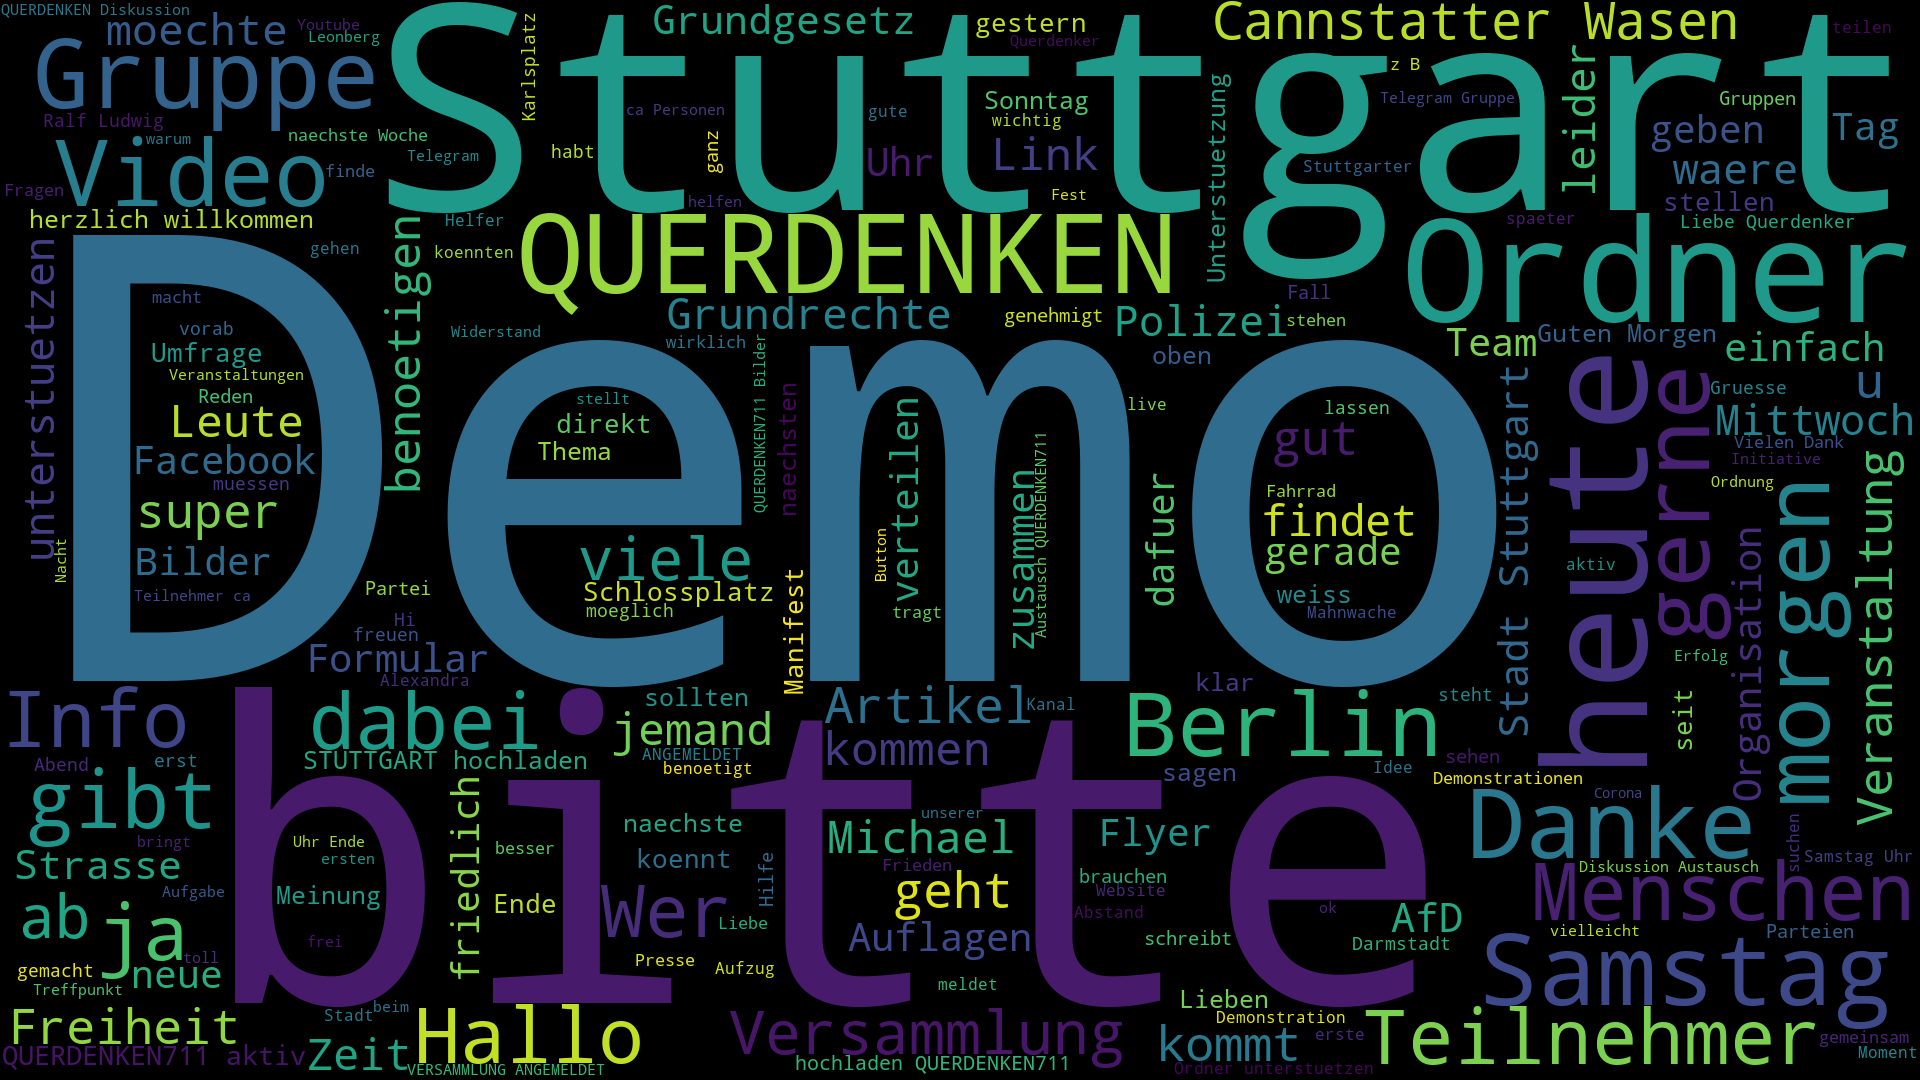 QUERDENKEN Diskussion
Youtube
Leonberg
moechte
Gruppe
Ralf Ludwig
warum
naechste Woche
Telegram
Video
finde
Fragen
herzlich willkommen
Stuttgart
Karlsplatz
Grundgesetz
gestern
Querdenker
Cannstatter Wasen
teilen
z B
leider
ca Personen
gute
Sonntag
wichtig
Telegram Gruppe
Gruppen
habt
ganz
Uhr
Link
Unterstuetzung
Stuttgarter
geben
Tag
waere
helfen
Fest
stellen
spaeter
Liebe Querdenker
Helfer
koennten
gehen
QUERDENKEN
Ordner
unterstuetzen
benoetigen
Demo
macht
vorab
Umfrage
Veranstaltungen
Reden
Leute
Facebook
muessen
super
Bilder
Teilnehmer ca
Nacht
Widerstand
Grundrechte
wirklich
genehmigt
Fall
Polizei
stehen
oben
Team
Guten Morgen
einfach
QUERDENKEN711 Bilder
naechsten
stellt
direkt
Thema
viele
Schlossplatz
moeglich
Partei
Hi
freuen
Formular
Alexandra
Manifest
Button
verteilen
tragt
zusammen
Austausch QUERDENKEN711
live
dafuer
lassen
gut
Fahrrad
findet
gerade
weiss
Mahnwache
Stadt Stuttgart
heute
gerne
Gruesse
u
Mittwoch
Vielen Dank
Initiative
Ordnung
aktiv
Erfolg
seit
Organisation
morgen
Veranstaltung
Info
dabei
sollten
jemand
Artikel
Kanal
kommen
Berlin
klar
steht
STUTTGART hochladen
ANGEMELDET
benoetigt
Abend
erst
sagen
Idee
sehen
Demonstrationen
Corona
gibt
bitte
bringt
Strasse
Aufgabe
ab
ja
Uhr Ende
ersten
Meinung
frei
friedlich
besser
Ende
naechste
koennt
Hilfe
Wer
Liebe
Presse
Aufzug
unserer
Michael
Frieden
geht
Auflagen
meldet
Flyer
brauchen
Website
Abstand
schreibt
ok
AfD
Darmstadt
Danke
suchen
Samstag Uhr
Diskussion Austausch
Menschen
vielleicht
Parteien
Samstag
gemacht
toll
Treffpunkt
neue
Freiheit
Stadt
beim
QUERDENKEN711 aktiv
Zeit
Hallo
VERSAMMLUNG ANGEMELDET
Versammlung
hochladen QUERDENKEN711
Lieben
Demonstration
erste
kommt
Ordner unterstuetzen
Teilnehmer
gemeinsam
Moment